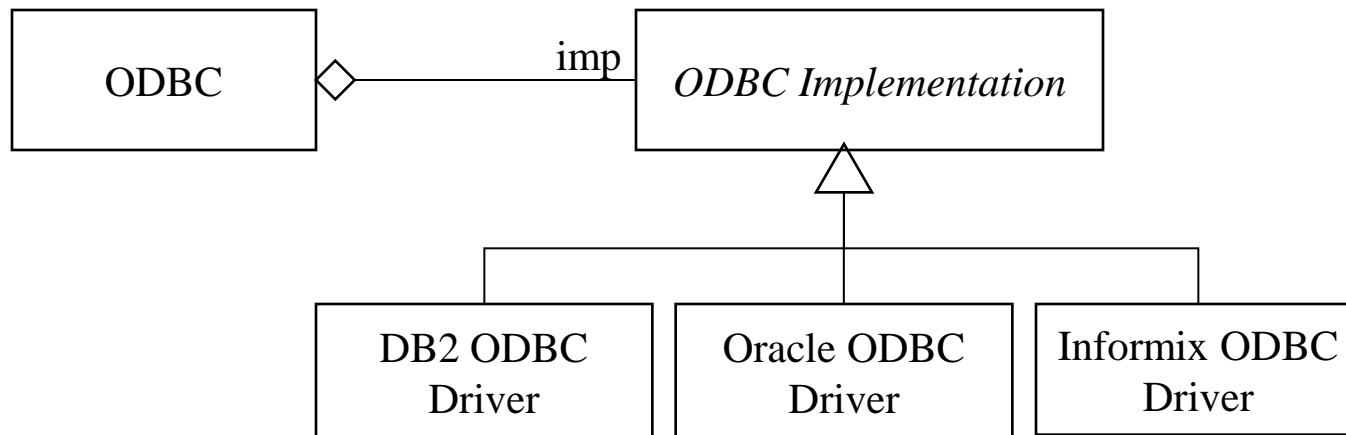 ODBC
imp
ODBC Implementation
DB2 ODBC
Driver
Oracle ODBC
Driver
Informix ODBC
Driver